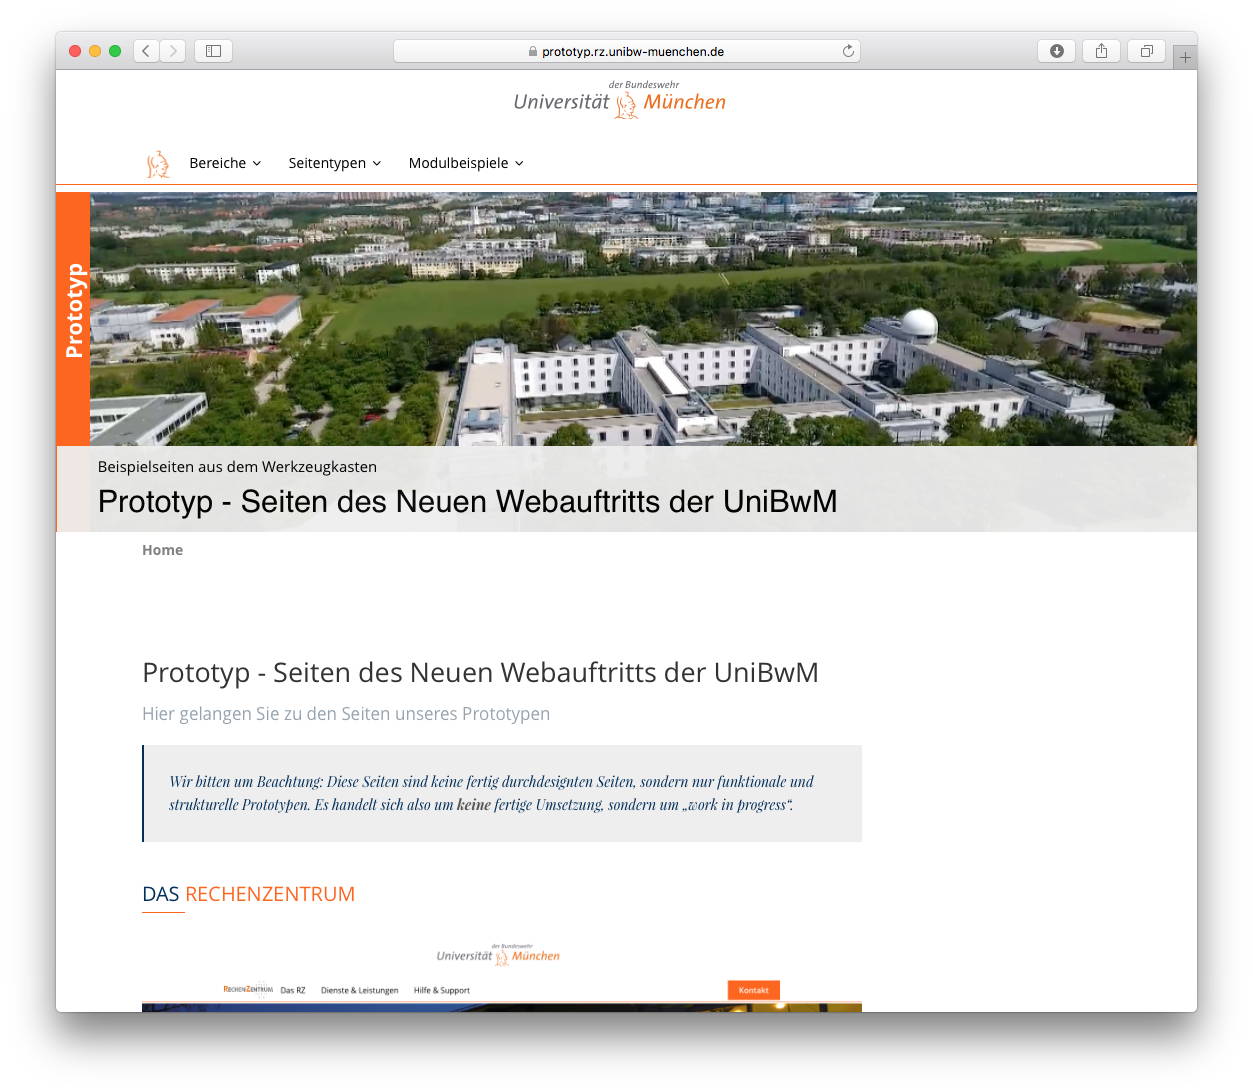 prototyp.rz.unibw-muenchen.de
der Bundeswehr
Universität München
Bereiche Seitentypen Modulbeispiele
Prototyp
Beispielseiten aus dem Werkzeugkasten
Prototyp - Seiten des Neuen Webauftritts der UniBwM
Home
Prototyp - Seiten des Neuen Webauftritts der UniBwM
Hier gelangen Sie zu den Seiten unseres Prototypen
Wir bitten um Beachtung: Diese Seiten sind keine fertig durchdesignten Seiten, sondern nur funktionale und
strukturelle Prototypen. Es handelt sich also um keine fertige Umsetzung, sondern um „work in progress“.
DAS RECHENZENTRUM
der Bundeswehr
Universität München
RECHENZENTRUM Das RZ Dienste & Leistungen Hilfe & Support Kontakt